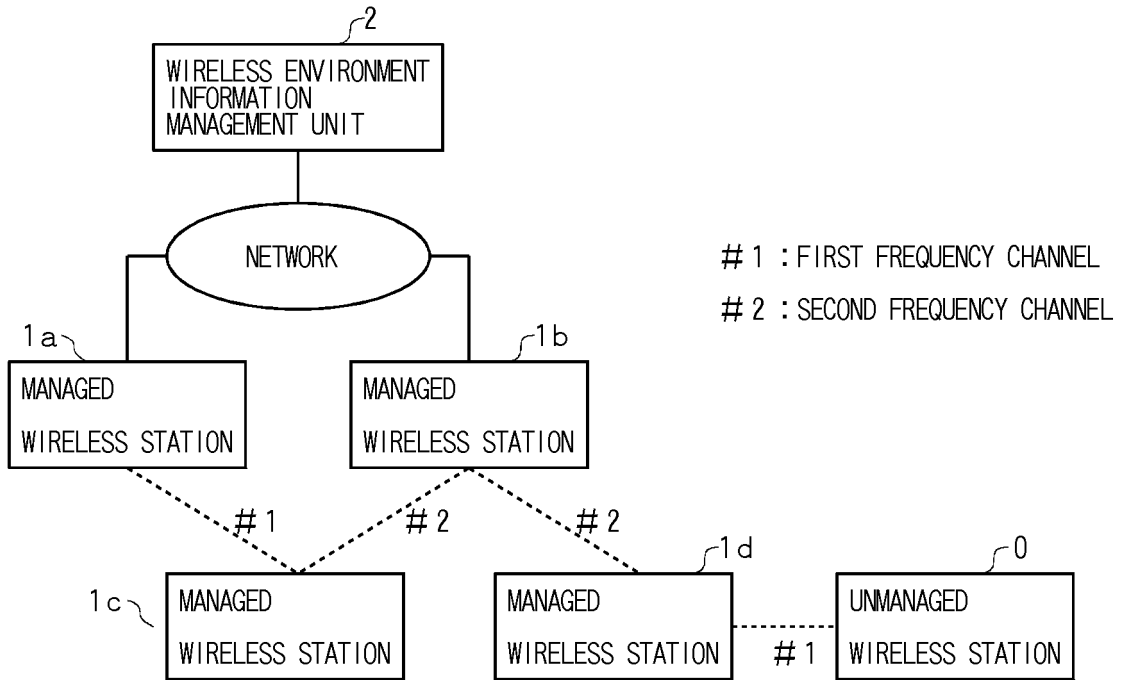 2
WIRELESS ENVIRONMENT
INFORMATION
MANAGEMENT UNIT
NETWORK
#1 : FIRST FREQUENCY CHANNEL
#2 : SECOND FREQUENCY CHANNEL
1a
MANAGED
WIRELESS STATION
1b
MANAGED
WIRELESS STATION
#1
#2
#2
1c
MANAGED
WIRELESS STATION
1d
MANAGED
WIRELESS STATION
#1
0
UNMANAGED
WIRELESS STATION